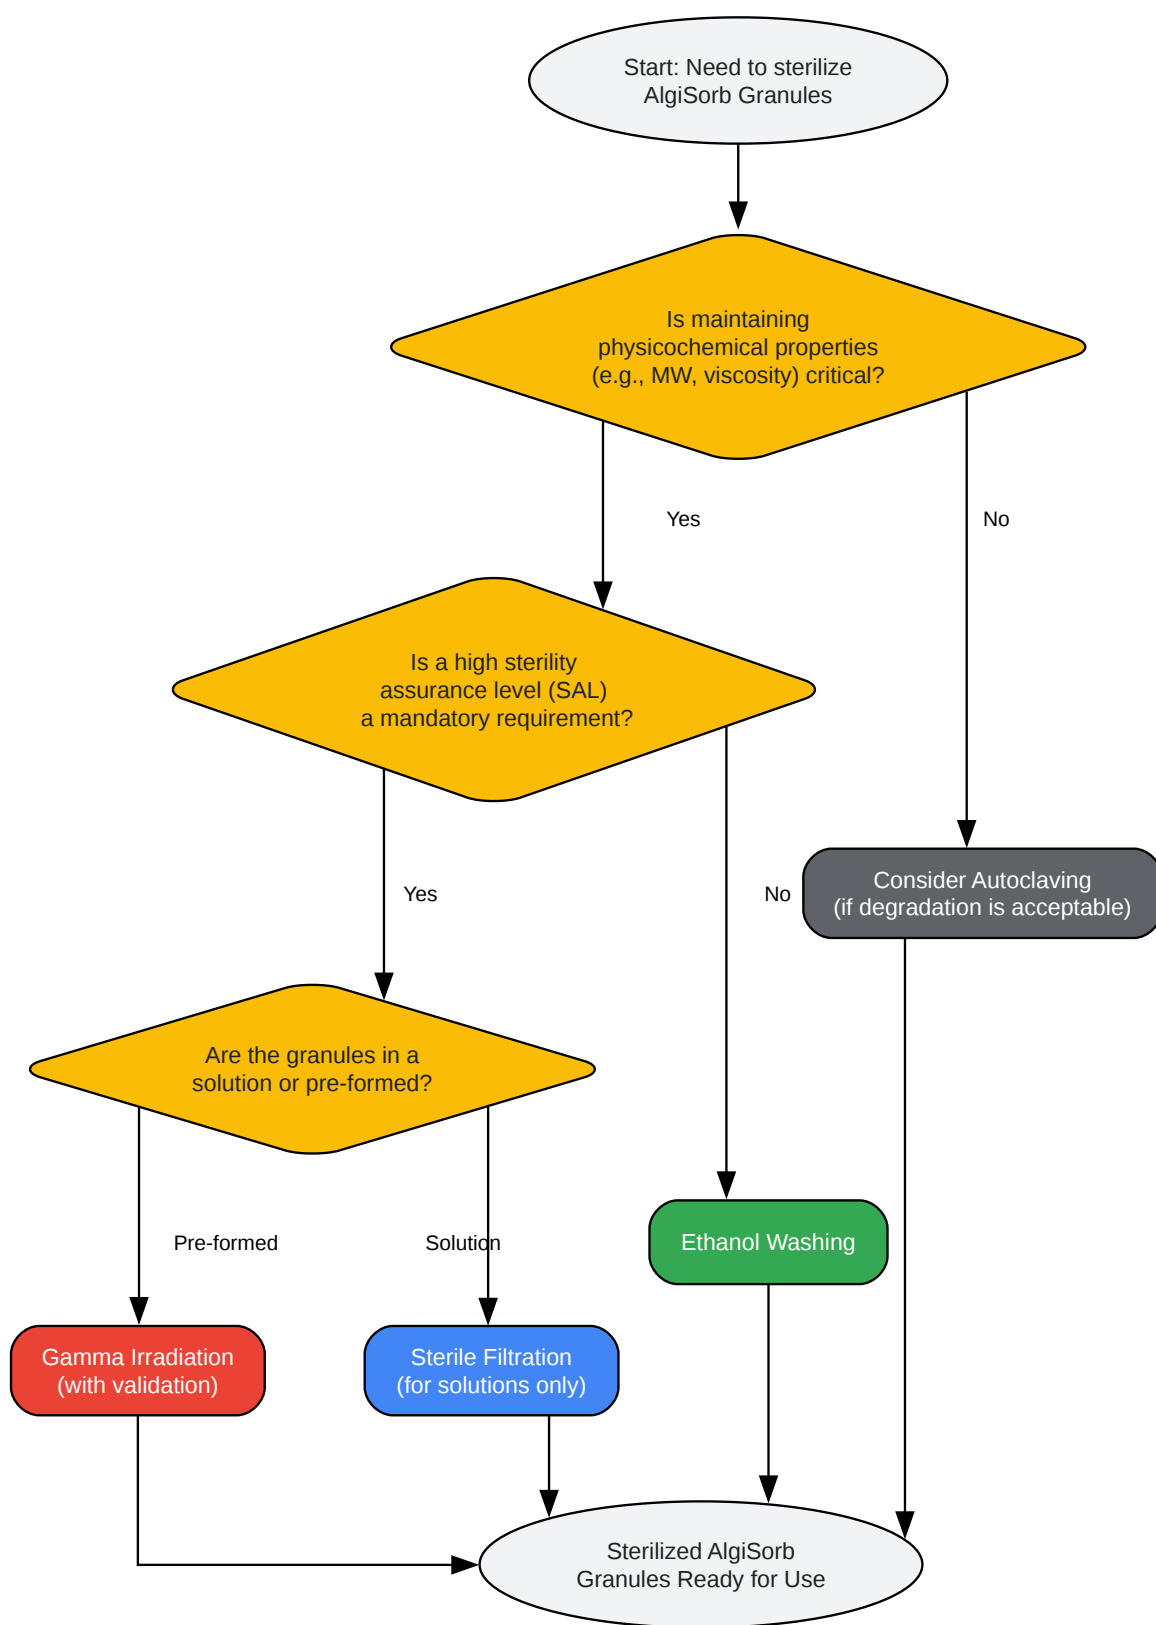 Start: Need to sterilize
AlgiSorb Granules
Is maintaining
physicochemical properties
(e.g., MW, viscosity) critical?
Yes
No
Is a high sterility
assurance level (SAL)
a mandatory requirement?
Yes
No
Consider Autoclaving
(if degradation is acceptable)
Are the granules in a
solution or pre-formed?
Pre-formed
Solution
Ethanol Washing
Gamma Irradiation
(with validation)
Sterile Filtration
(for solutions only)
Sterilized AlgiSorb
Granules Ready for Use